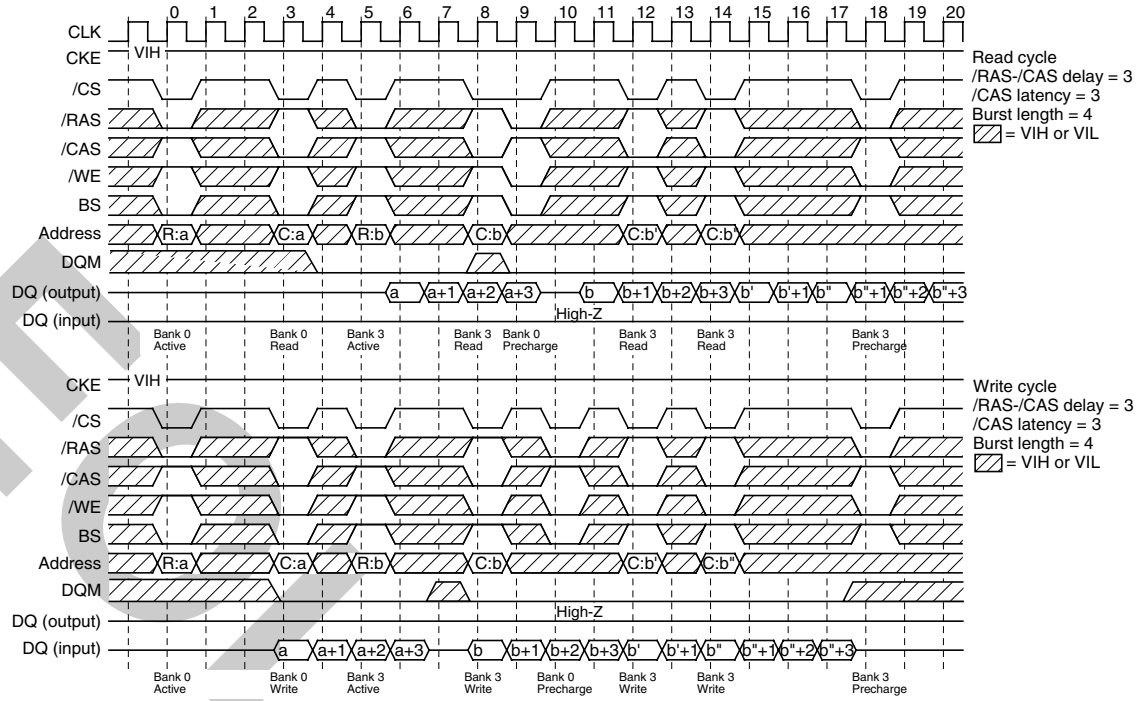 0 1 2 3 4 5 6 7 8 9 10 11 12 13 14 15 16 17 18 19 20
CLK
CKE VIH
/CS
/RAS
/CAS
/WE
BS
Address R:a C:a R:b C:b C:b' C:b"
DQM
DQ (output) a a+1 a+2 a+3 b b+1 b+2 b+3 b' b'+1 b" b"+1 b"+2 b"+3
DQ (input) High-Z
Bank 0 Bank 0 Bank 3 Bank 3 Bank 0 Bank 3 Bank 3 Bank 3
Active Read Active Read Precharge Read Read Precharge
Read cycle
/RAS-/CAS delay = 3
/CAS latency = 3
Burst length = 4
= VIH or VIL
CKE VIH
/CS
/RAS
/CAS
/WE
BS
Address R:a C:a R:b C:b C:b' C:b"
DQM
DQ (output) High-Z
DQ (input) a a+1 a+2 a+3 b b+1 b+2 b+3 b' b'+1 b" b"+1 b"+2 b"+3
Bank 0 Bank 0 Bank 3 Bank 3 Bank 0 Bank 3 Bank 3 Bank 3
Active Write Active Write Precharge Write Write Precharge
Write cycle
/RAS-/CAS delay = 3
/CAS latency = 3
Burst length = 4
= VIH or VIL